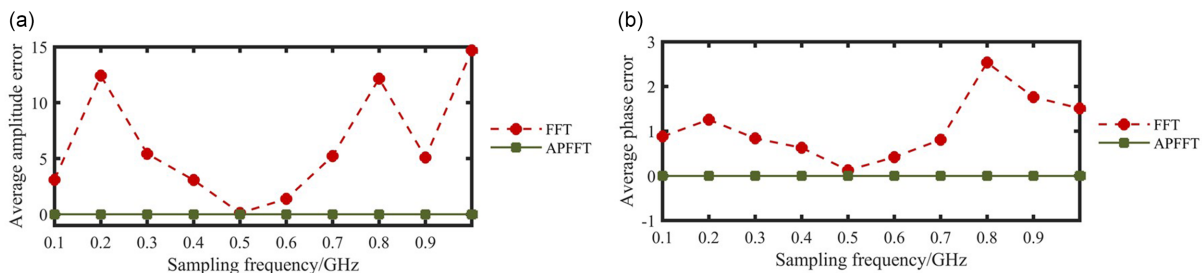 (a)
15
10
5
0
Average amplitude error
0.1 0.2 0.3 0.4 0.5 0.6 0.7 0.8 0.9
Sampling frequency/GHz
FFT
APFFT
(b)
3
2
1
0
-1
Average phase error
0.1 0.2 0.3 0.4 0.5 0.6 0.7 0.8 0.9
Sampling frequency/GHz
FFT
APFFT